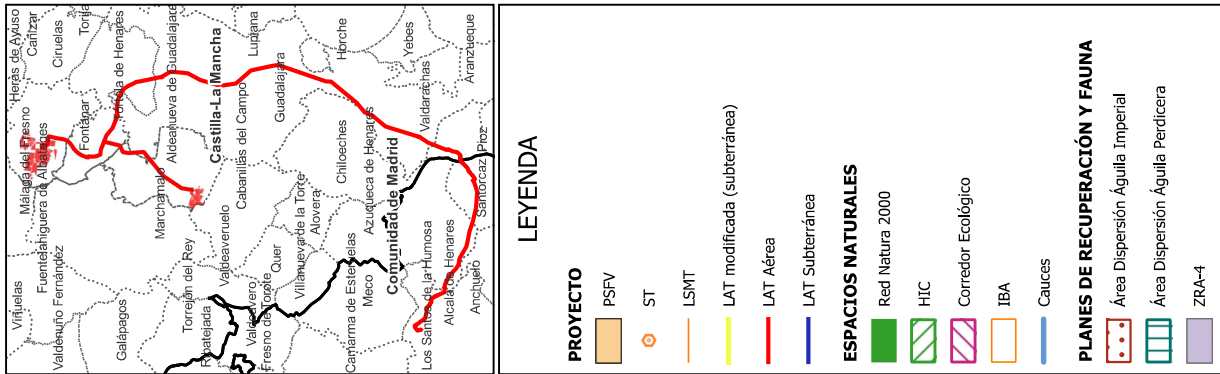 Viñuelas
Heras de Ayuso
Málaga del Fresno
Cañizar
Fuentelahiguera de Albatages
Valdenuño Fernández
Ciruelas
Fontanar
Torija
Galápagos
Tórtola de Henares
Marchamalo
Aldeanueva de Guadalajara
Torrejón del Rey
Ribatejada
Castilla-La Mancha
Valdeaveruelo
Cabanillas del Campo
Valdeavero
Lupiana
Fresno de Torote
Quer
Guadalajara
Villanueva de la Torre
Alovera
Chiloeches
Horche
Camarma de Esteruelas
Meco
Azuqueca de Henares
Comunidad de Madrid
Yebes
Los Santos de la Humosa
Valdarachas
Alcalá de Henares
Aranzueque
Anchuelo
Santorcaz
Pioz
LEYENDA
PROYECTO
PSFV
ST
LSMT
LAT modificada (subterránea)
LAT Aérea
LAT Subterránea
ESPACIOS NATURALES
Red Natura 2000
HIC
Corredor Ecológico
IBA
Cauces
PLANES DE RECUPERACIÓN Y FAUNA
Área Dispersión Águila Imperial
Área Dispersión Águila Perdicera
ZRA-4